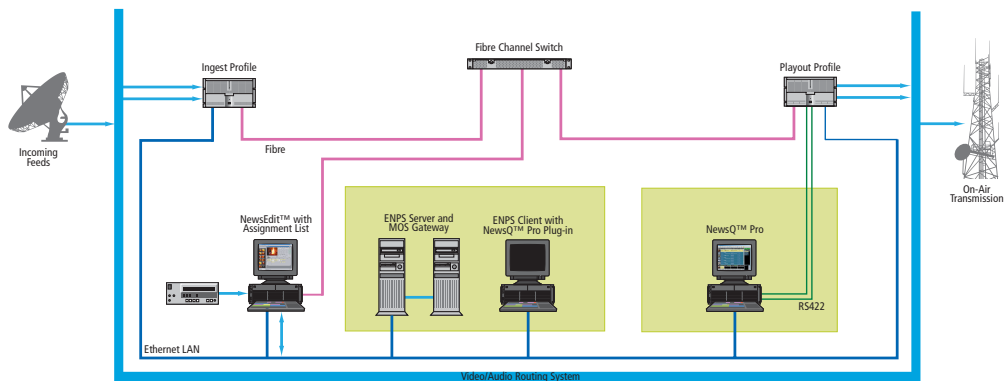 Fibre Channel Switch
Ingest Profile
Playout Profile
Incoming
Feeds
Fibre
On-Air
Transmission
NewsEdit™ with
Assignment List
ENPS Server and
MOS Gateway
ENPS Client with
NewsQ™ Pro Plug-in
NewsQ™ Pro
RS422
Ethernet LAN
Video/Audio Routing System